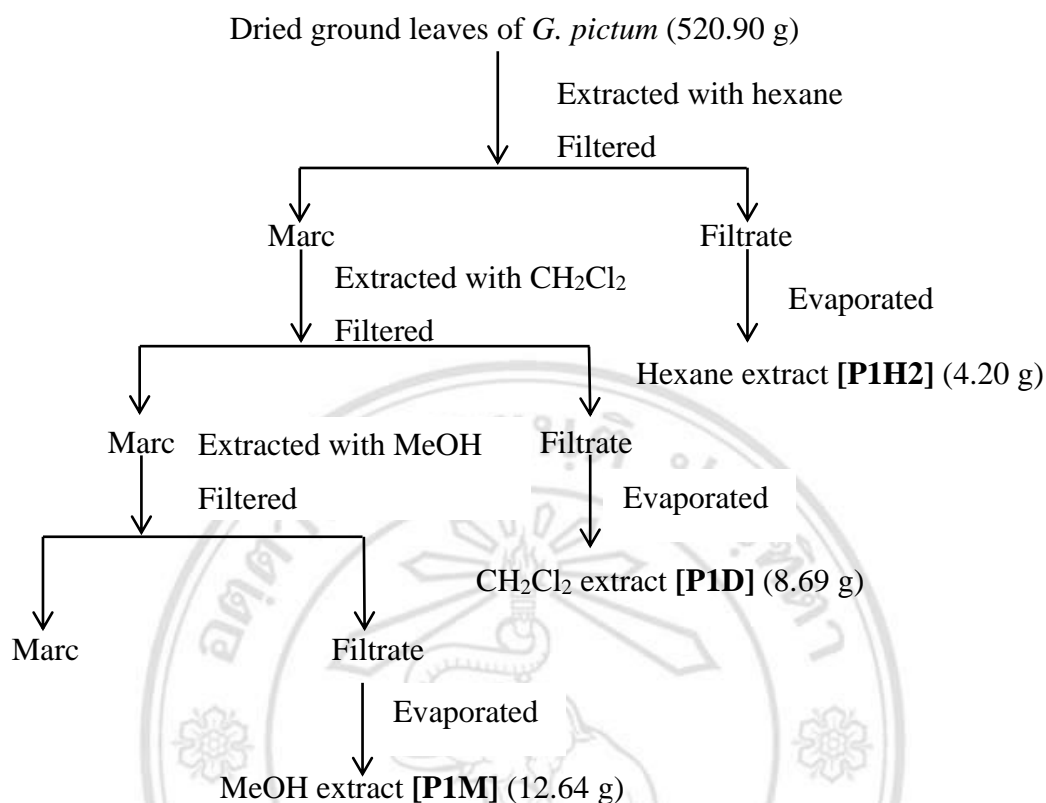 Dried ground leaves of G. pictum (520.90 g)
Extracted with hexane
Filtered
Marc
Filtrate
Extracted with CH₂Cl₂
Filtered
Evaporated
Hexane extract [P1H2] (4.20 g)
Marc
Extracted with MeOH
Filtrate
Filtered
Evaporated
CH₂Cl₂ extract [P1D] (8.69 g)
Marc
Filtrate
Evaporated
MeOH extract [P1M] (12.64 g)